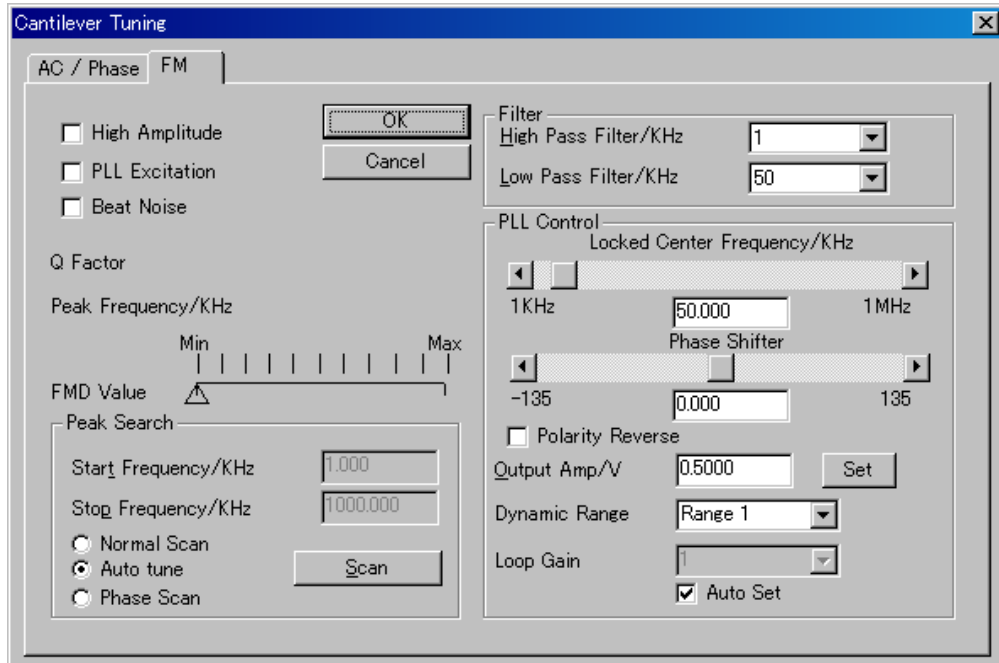 Cantilever Tuning
AC / Phase
FM
High Amplitude
PLL Excitation
Beat Noise
OK
Cancel
Q Factor
Peak Frequency/KHz
Min
Max
FMD Value
Peak Search
Start Frequency/KHz
1.000
Stop Frequency/KHz
1000.000
Normal Scan
Auto tune
Phase Scan
Scan
Filter
High Pass Filter/KHz
1
Low Pass Filter/KHz
50
PLL Control
Locked Center Frequency/KHz
1KHz
50.000
1MHz
Phase Shifter
-135
0.000
135
Polarity Reverse
Output Amp/V
0.5000
Set
Dynamic Range
Range 1
Loop Gain
1
Auto Set